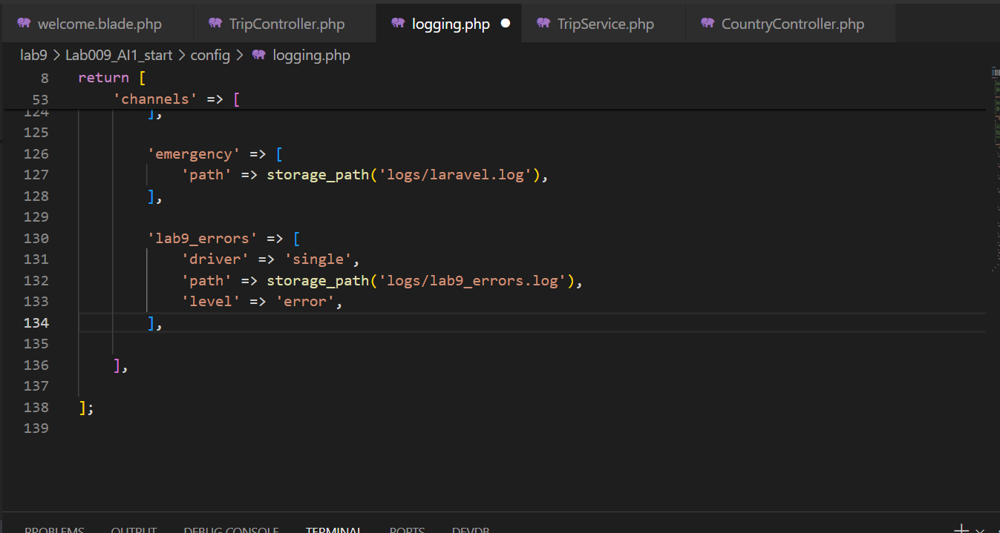 welcome.blade.php TripController.php logging.php TripService.php CountryController.php
lab9 > Lab009_AI1_start > config > logging.php
8 return [
53 'channels' => [
124 ],
125
126 'emergency' => [
127 'path' => storage_path('logs/laravel.log'),
128 ],
129
130 'lab9_errors' => [
131 'driver' => 'single',
132 'path' => storage_path('logs/lab9_errors.log'),
133 'level' => 'error',
134 ],
135
136 ],
137
138 ];
139
PROBLEMS OUTPUT DEBUG CONSOLE TERMINAL PORTS DEVDB